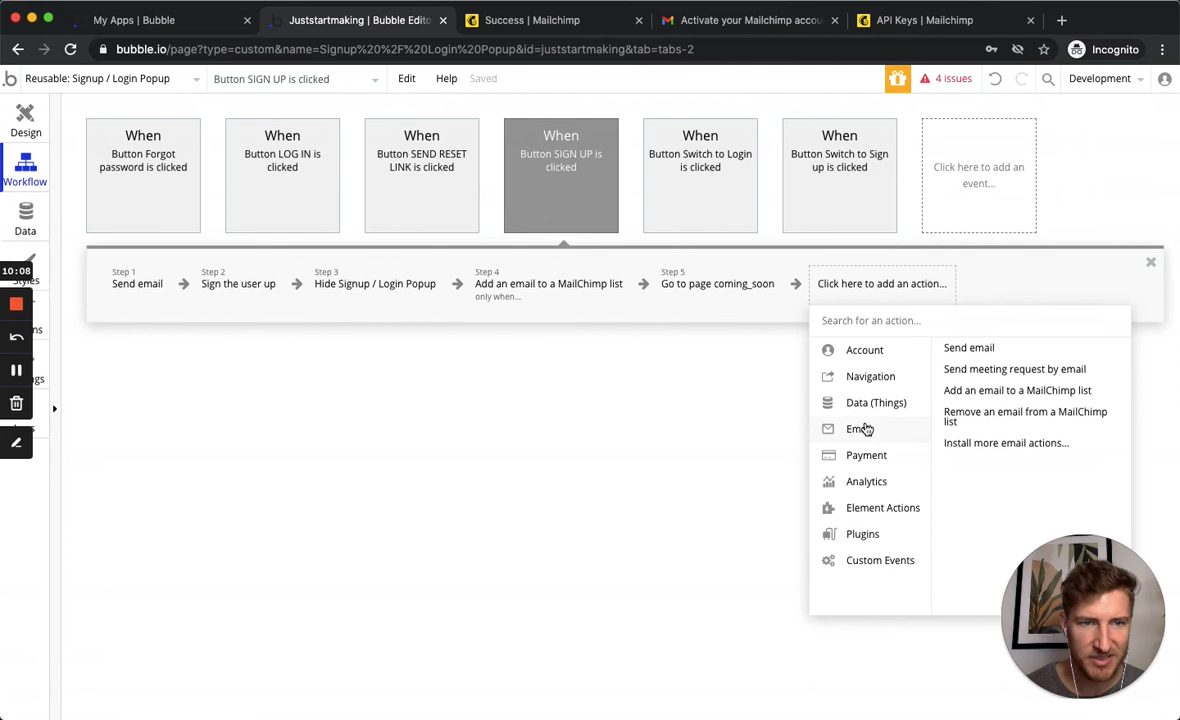 My Apps | Bubble
Juststartmaking | Bubble Edito
Success | Mailchimp
Activate your Mailchimp accou
API Keys | Mailchimp
bubble.io/page?type=custom&name=Signup%20%2F%20Login%20Popup&id=juststartmaking&tab=tabs-2
Incognito
Reusable: Signup / Login Popup
Button SIGN UP is clicked
Edit
Help
Saved
4 issues
Development
Design
Workflow
Data
10:08
When
Button Forgot
password is clicked
When
Button LOG IN is
clicked
When
Button SEND RESET
LINK is clicked
When
Button SIGN UP is
clicked
When
Button Switch to Login
is clicked
When
Button Switch to Sign
up is clicked
Click here to add an
event...
Step 1
Send email
Step 2
Sign the user up
Step 3
Hide Signup / Login Popup
Step 4
Add an email to a MailChimp list
only when...
Step 5
Go to page coming_soon
Click here to add an action...
Search for an action...
Account
Navigation
Data (Things)
Payment
Analytics
Element Actions
Plugins
Custom Events
Send email
Send meeting request by email
Add an email to a MailChimp list
Remove an email from a MailChimp
list
Install more email actions...